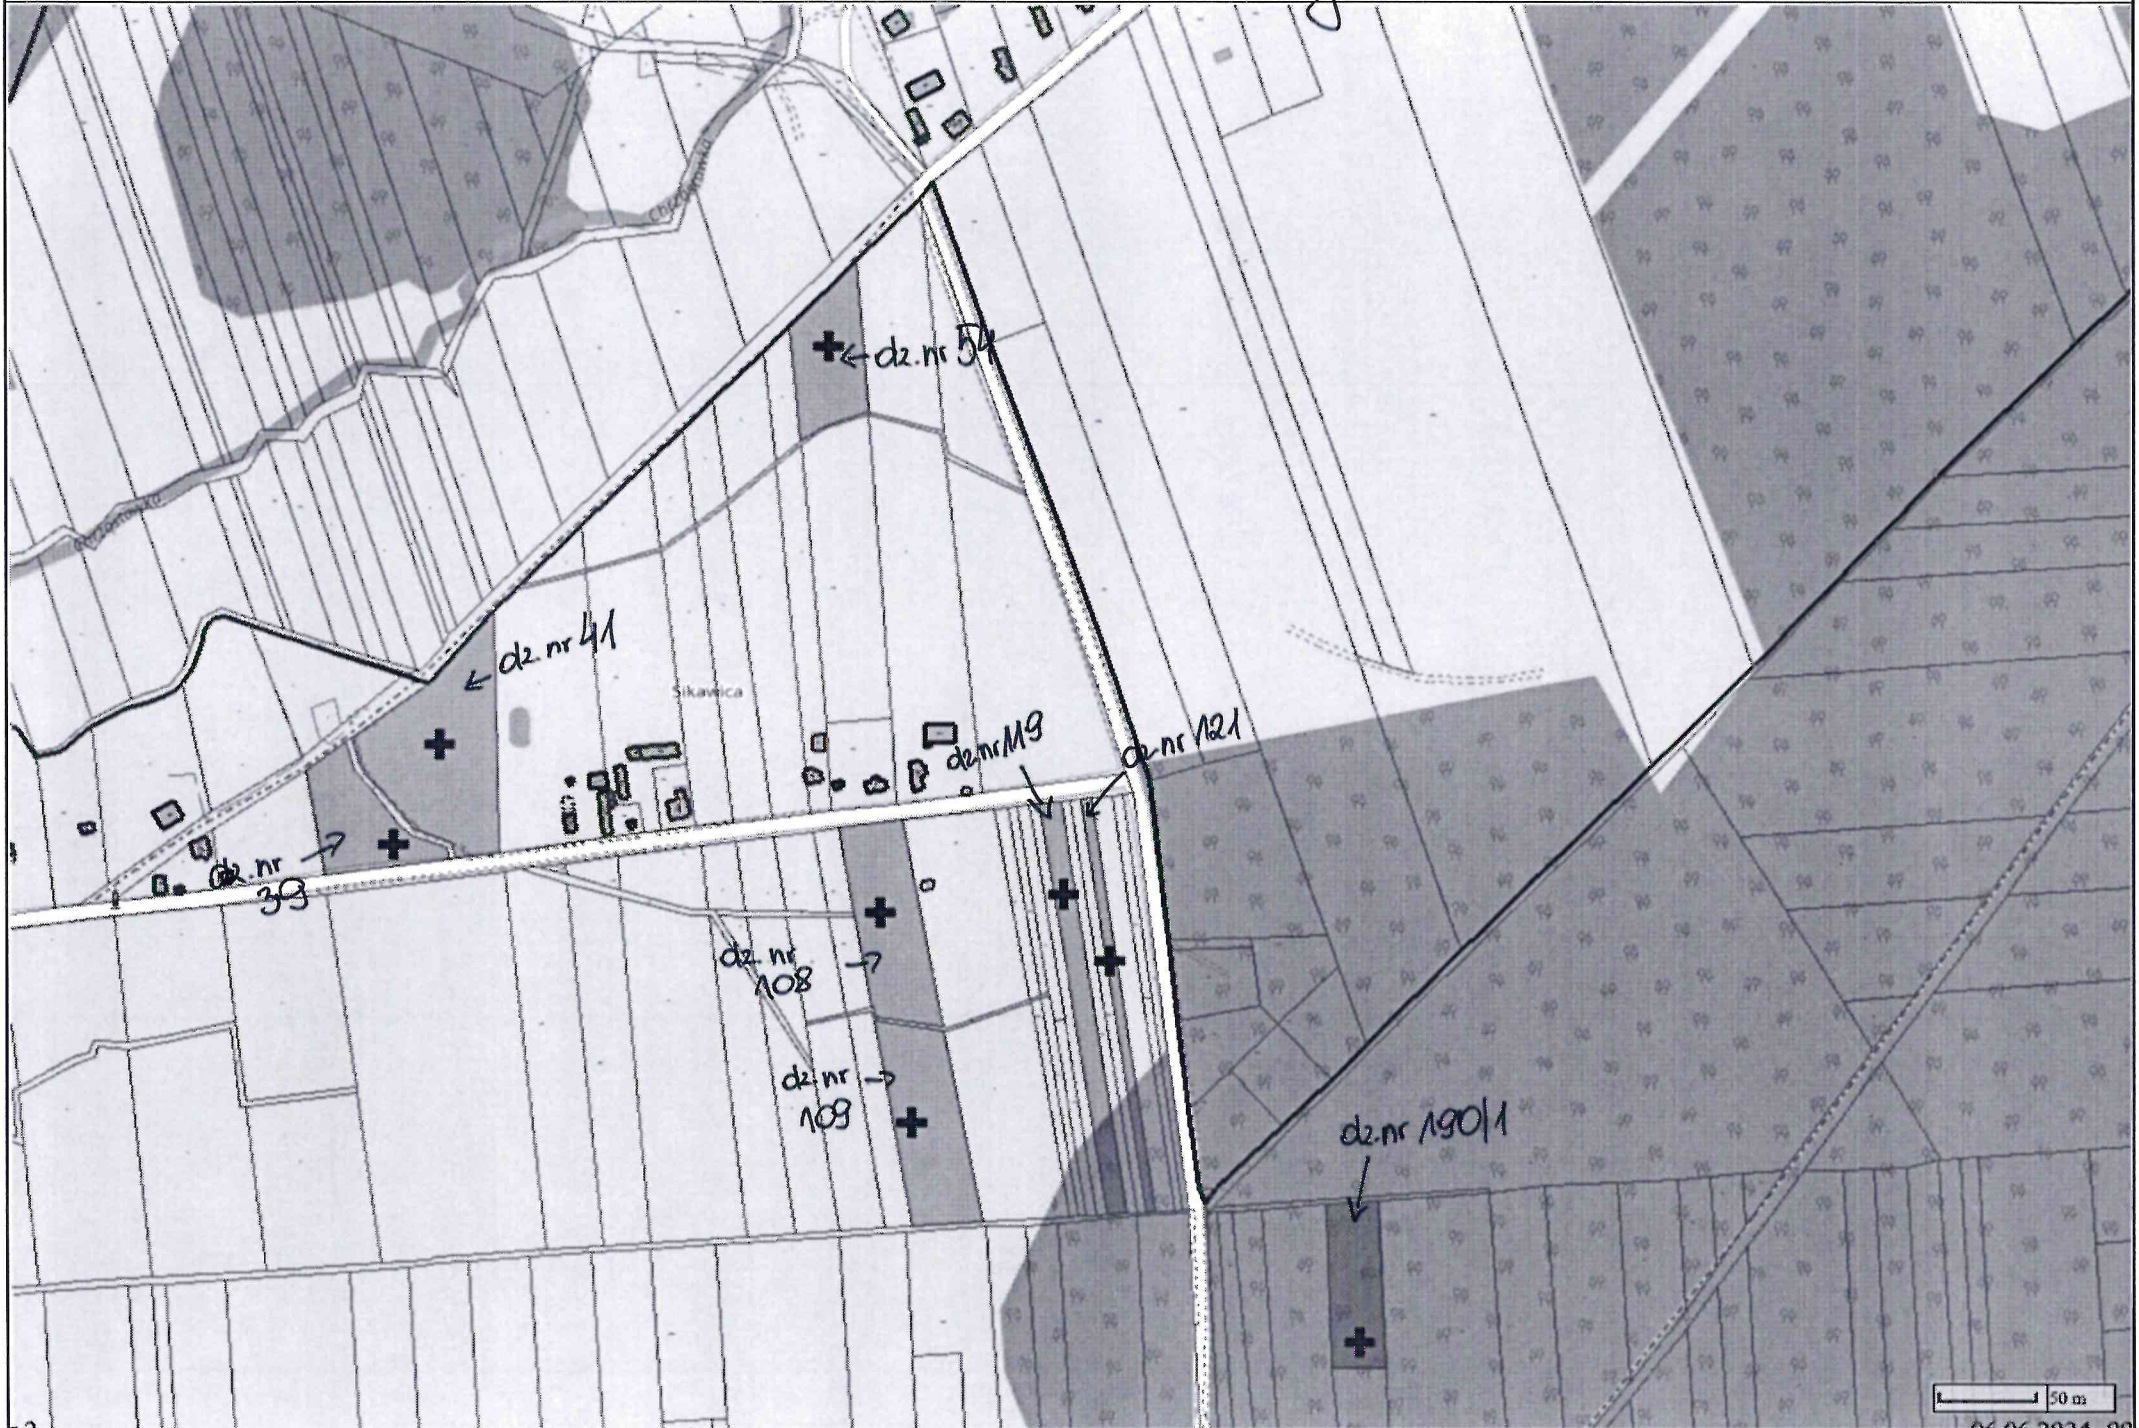 dz. nr 54
dz. nr 41
Sikawica
dz nr 119
dz nr 121
dz. nr
39
dz. nr
108
dz. nr
109
dz. nr 190/1
50 m